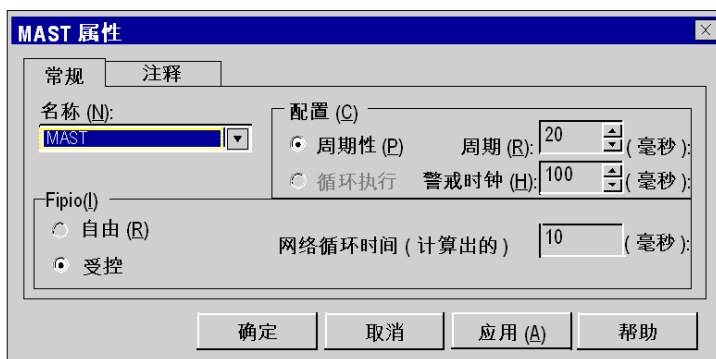 MAST 属性
常规
注释
名称 (N):
MAST
配置 (C)
周期性 (P)
周期 (R): 20 (毫秒):
循环执行
警戒时钟 (H): 100 (毫秒):
Fipio(I)
自由 (R)
受控
网络循环时间 ( 计算出的 ) 10 (毫秒):
确定
取消
应用 (A)
帮助